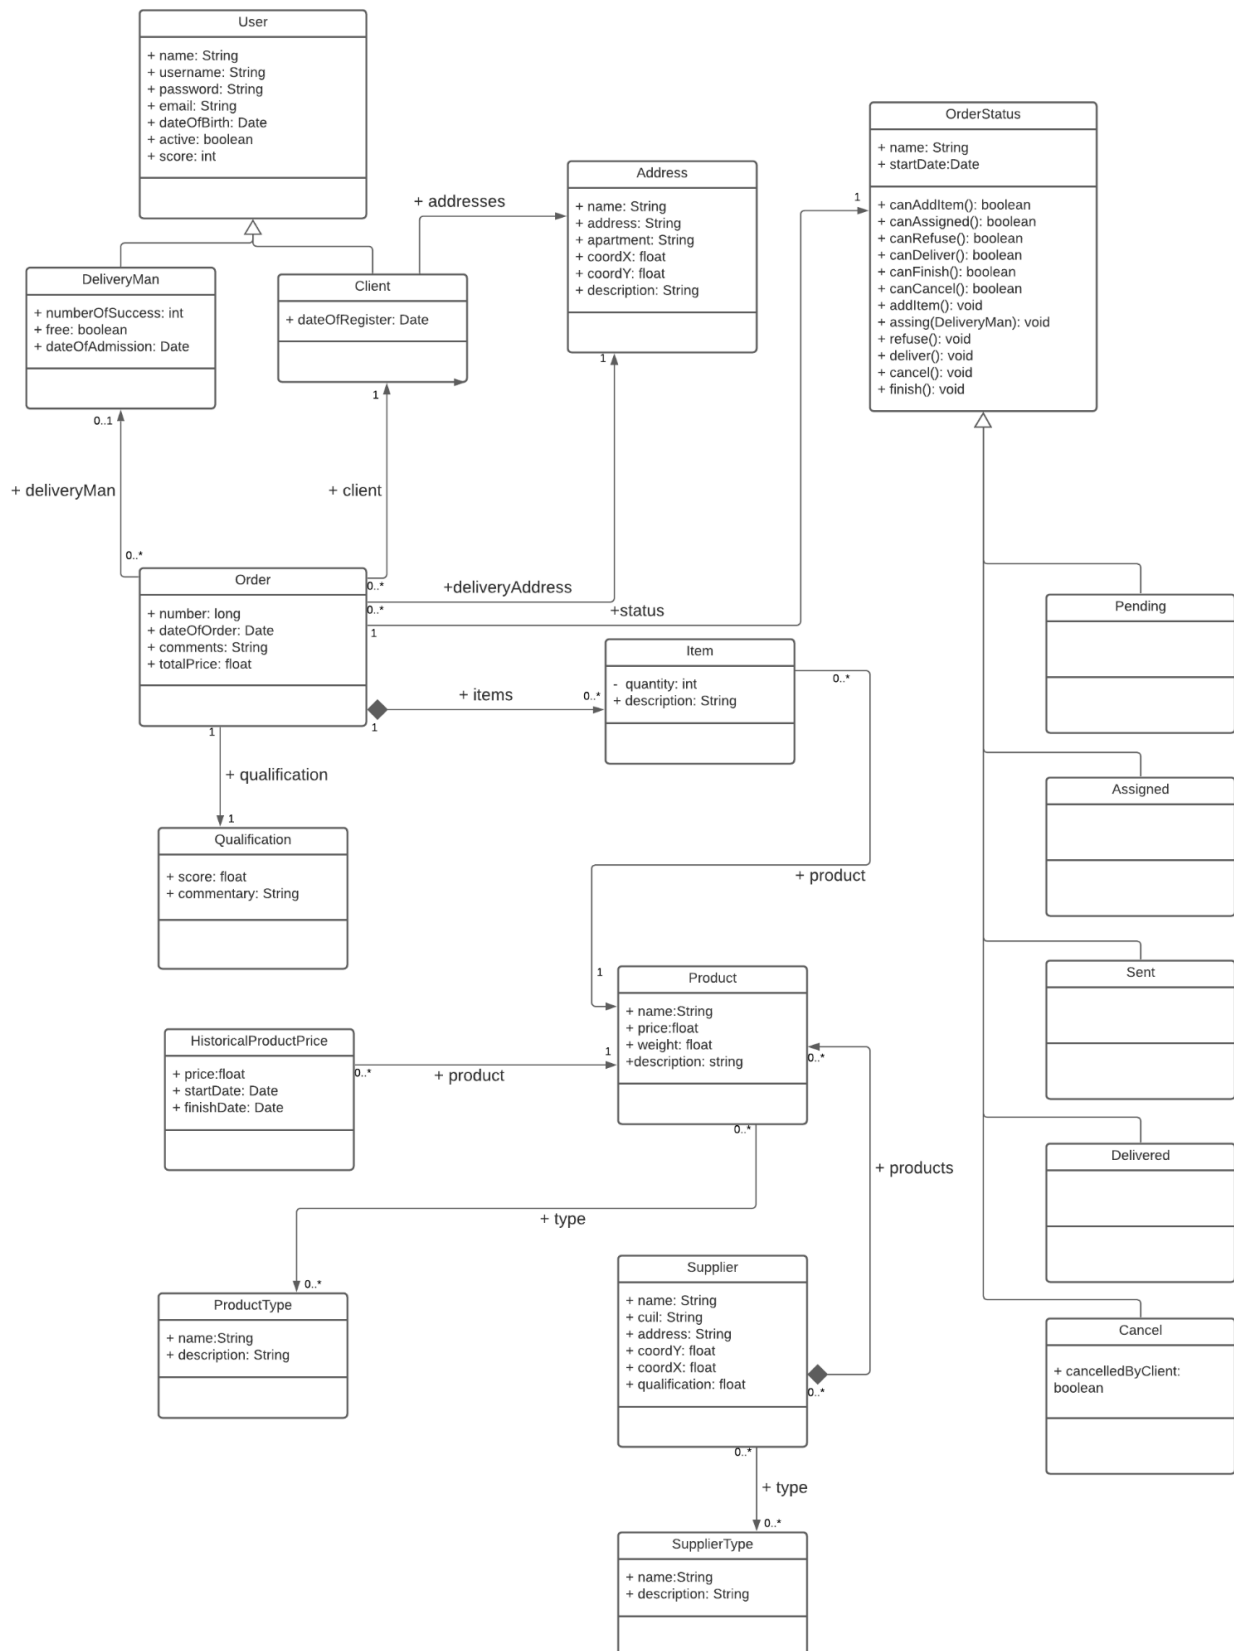 User
+ name: String
+ username: String
+ password: String
+ email: String
+ dateOfBirth: Date
+ active: boolean
+ score: int
OrderStatus
+ name: String
+ startDate:Date
+ canAddItem(): boolean
+ canAssigned(): boolean
+ canRefuse(): boolean
+ canDeliver(): boolean
+ canFinish(): boolean
+ canCancel(): boolean
+ addItem(): void
+ assing(DeliveryMan): void
+ refuse(): void
+ deliver(): void
+ cancel(): void
+ finish(): void
1
Address
+ name: String
+ address: String
+ apartment: String
+ coordX: float
+ coordY: float
+ description: String
1
+ addresses
DeliveryMan
+ numberOfSuccess: int
+ free: boolean
+ dateOfAdmission: Date
0..1
Client
+ dateOfRegister: Date
1
+ deliveryMan
+ client
0..*
Order
+ number: long
+ dateOfOrder: Date
+ comments: String
+ totalPrice: float
0..*
+deliveryAddress
0..*
+status
1
+ items
0..*
1
Item
- quantity: int
+ description: String
0..*
1
+ qualification
1
Qualification
+ score: float
+ commentary: String
+ product
1
Product
+ name:String
+ price:float
+ weight: float
+description: string
HistoricalProductPrice
+ price:float
+ startDate: Date
+ finishDate: Date
0..*
+ product
1
0..*
0..*
+ products
+ type
0..*
ProductType
+ name:String
+ description: String
Supplier
+ name: String
+ cuil: String
+ address: String
+ coordY: float
+ coordX: float
+ qualification: float
0..*
0..*
+ type
0..*
SupplierType
+ name:String
+ description: String
Pending
Assigned
Sent
Delivered
Cancel
+ cancelledByClient:
boolean